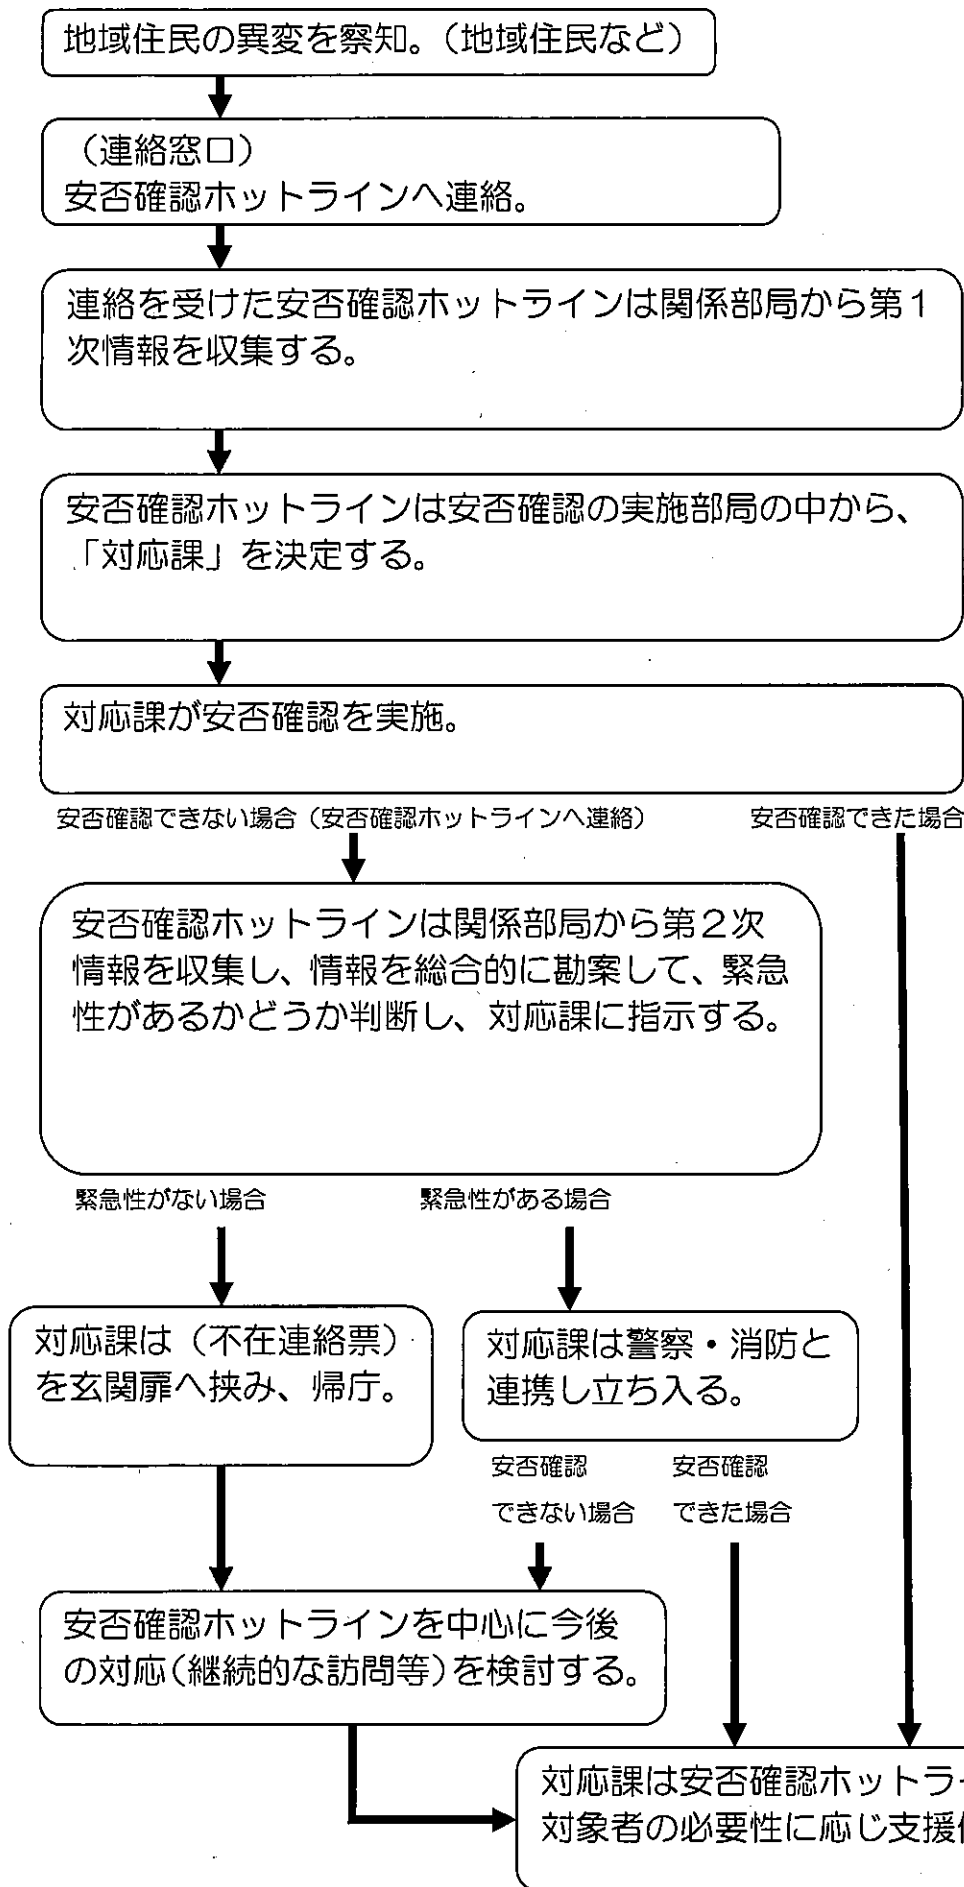 地域住民の異変を察知。（地域住民など）
（連絡窓口）
安否確認ホットラインへ連絡。
連絡を受けた安否確認ホットラインは関係部局から第１
次情報を収集する。
安否確認ホットラインは安否確認の実施部局の中から、
「対応課」を決定する。
対応課が安否確認を実施。
安否確認できない場合（安否確認ホットラインへ連絡）
安否確認できた場合
安否確認ホットラインは関係部局から第２次
情報を収集し、情報を総合的に勘案して、緊急
性があるかどうか判断し、対応課に指示する。
緊急性がない場合
緊急性がある場合
対応課は（不在連絡票）
を玄関扉へ挟み、帰庁。
対応課は警察・消防と
連携し立ち入る。
安否確認
できない場合
安否確認
できた場合
安否確認ホットラインを中心に今後
の対応(継続的な訪問等)を検討する。
対応課は安否確認ホットラ
対象者の必要性に応じ支援